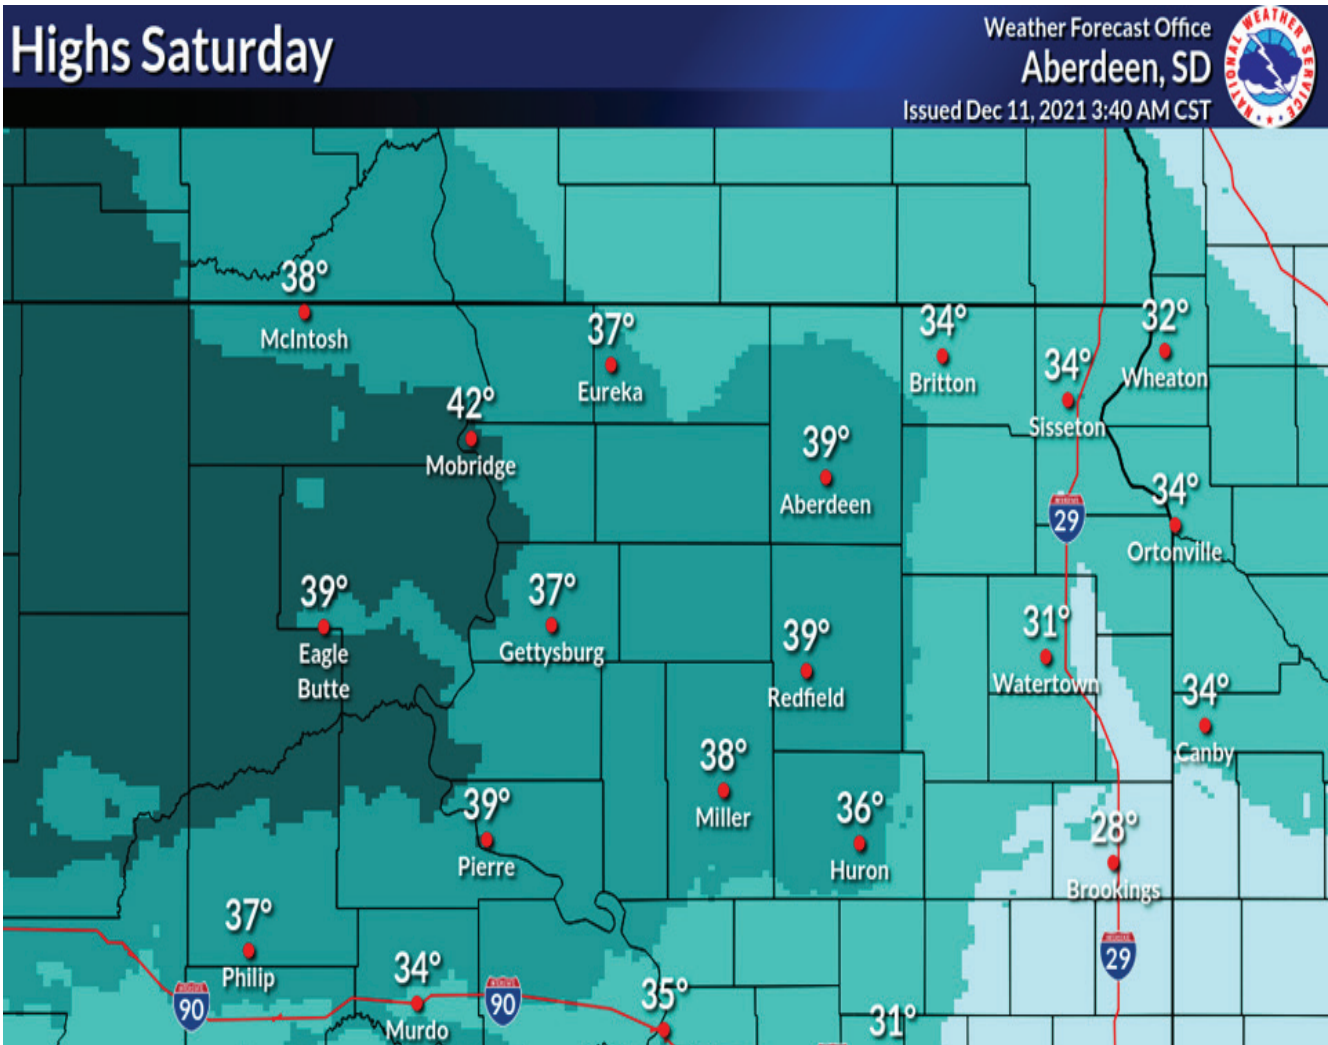 Highs Saturday
Weather Forecast Office
Aberdeen, SD
Issued Dec 11, 2021 3:40 AM CST
NATIONAL WEATHER SERVICE
38°
McIntosh
37°
Eureka
34°
Britton
34°
Sisseton
32°
Wheaton
42°
Mobridge
39°
Aberdeen
29
34°
Ortonville
39°
Eagle
Butte
37°
Gettysburg
39°
Redfield
31°
Watertown
34°
Canby
38°
Miller
39°
Pierre
36°
Huron
28°
Brookings
37°
Philip
34°
Murdo
90
90
35°
31°
29